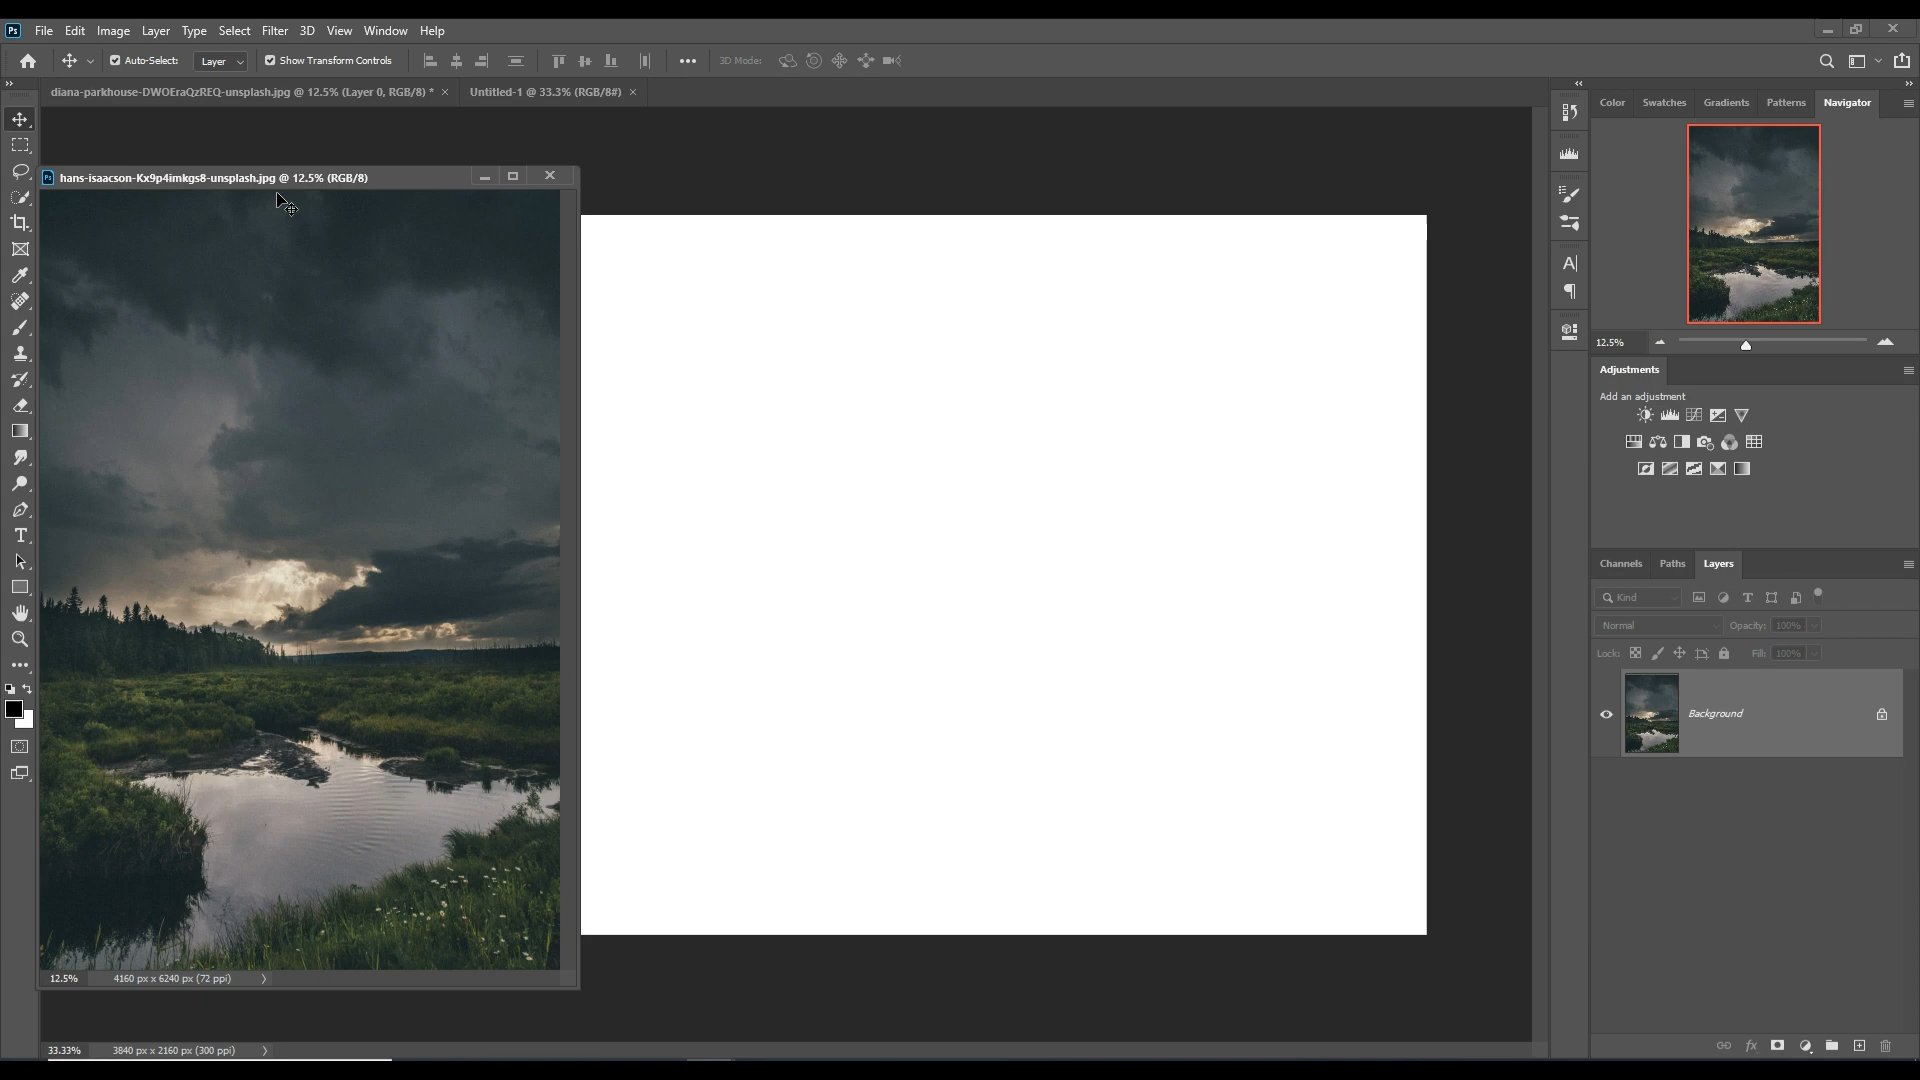 Ps File Edit Image Layer Type Select Filter 3D View Window Help
Auto-Select: Layer Show Transform Controls 3D Mode:
diana-parkhouse-DWOEraQzREQ-unsplash.jpg @ 12.5% (Layer 0, RGB/8) * Untitled-1 @ 33.3% (RGB/8#)
Color Swatches Gradients Patterns Navigator
Ps hans-isaacson-Kx9p4imkgs8-unsplash.jpg @ 12.5% (RGB/8)
12.5%
Adjustments
Add an adjustment
Channels Paths Layers
Kind
Normal Opacity: 100%
Lock: Fill: 100%
Background
12.5% 4160 px x 6240 px (72 ppi)
33.33% 3840 px x 2160 px (300 ppi)